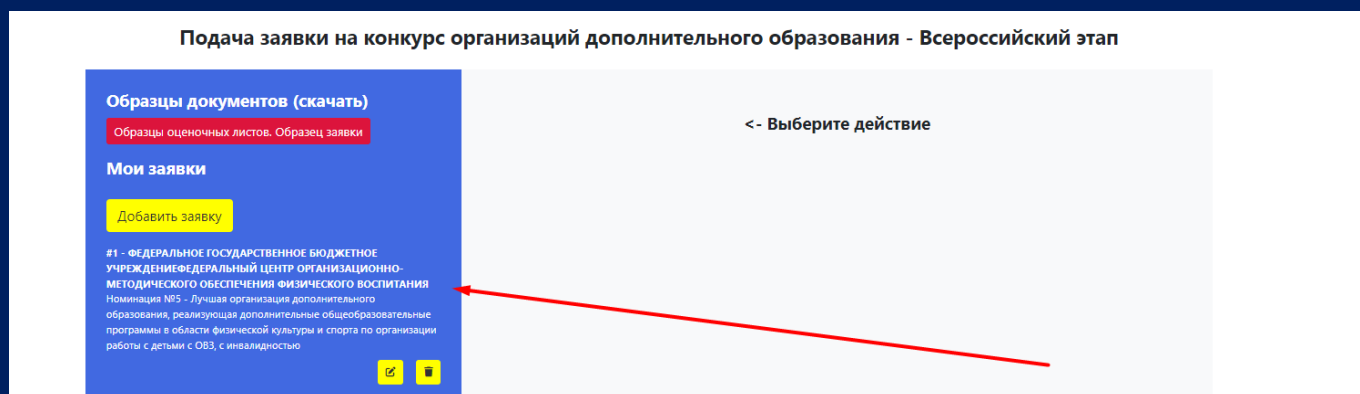 Подача заявки на конкурс организаций дополнительного образования - Всероссийский этап
Образцы документов (скачать)
Образцы оценочных листов. Образец заявки
<- Выберите действие
Мои заявки
Добавить заявку
#1 - ФЕДЕРАЛЬНОЕ ГОСУДАРСТВЕННОЕ БЮДЖЕТНОЕ
УЧРЕЖДЕНИЕФЕДЕРАЛЬНЫЙ ЦЕНТР ОРГАНИЗАЦИОННО-
МЕТОДИЧЕСКОГО ОБЕСПЕЧЕНИЯ ФИЗИЧЕСКОГО ВОСПИТАНИЯ
Номинация №5 - Лучшая организация дополнительного
образования, реализующая дополнительные общеобразовательные
программы в области физической культуры и спорта по организации
работы с детьми с ОВЗ, с инвалидностью